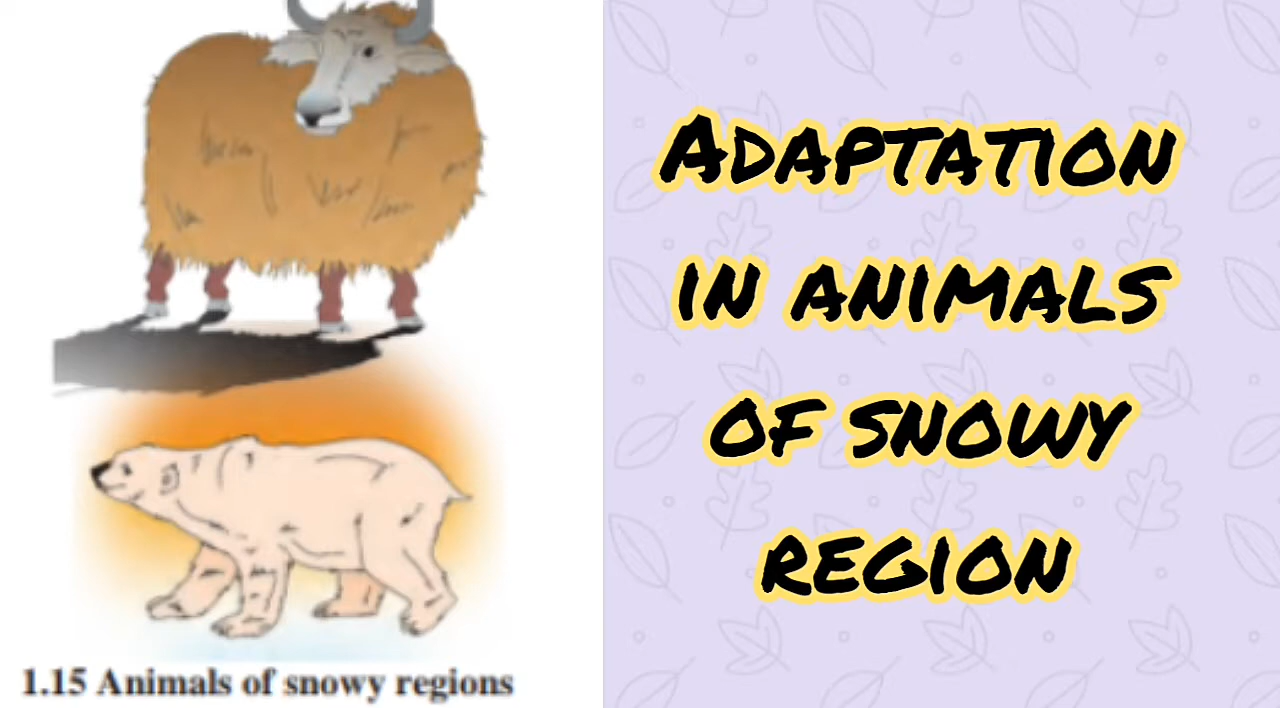 Adaptation
in animals
of snowy
region
1.15 Animals of snowy regions